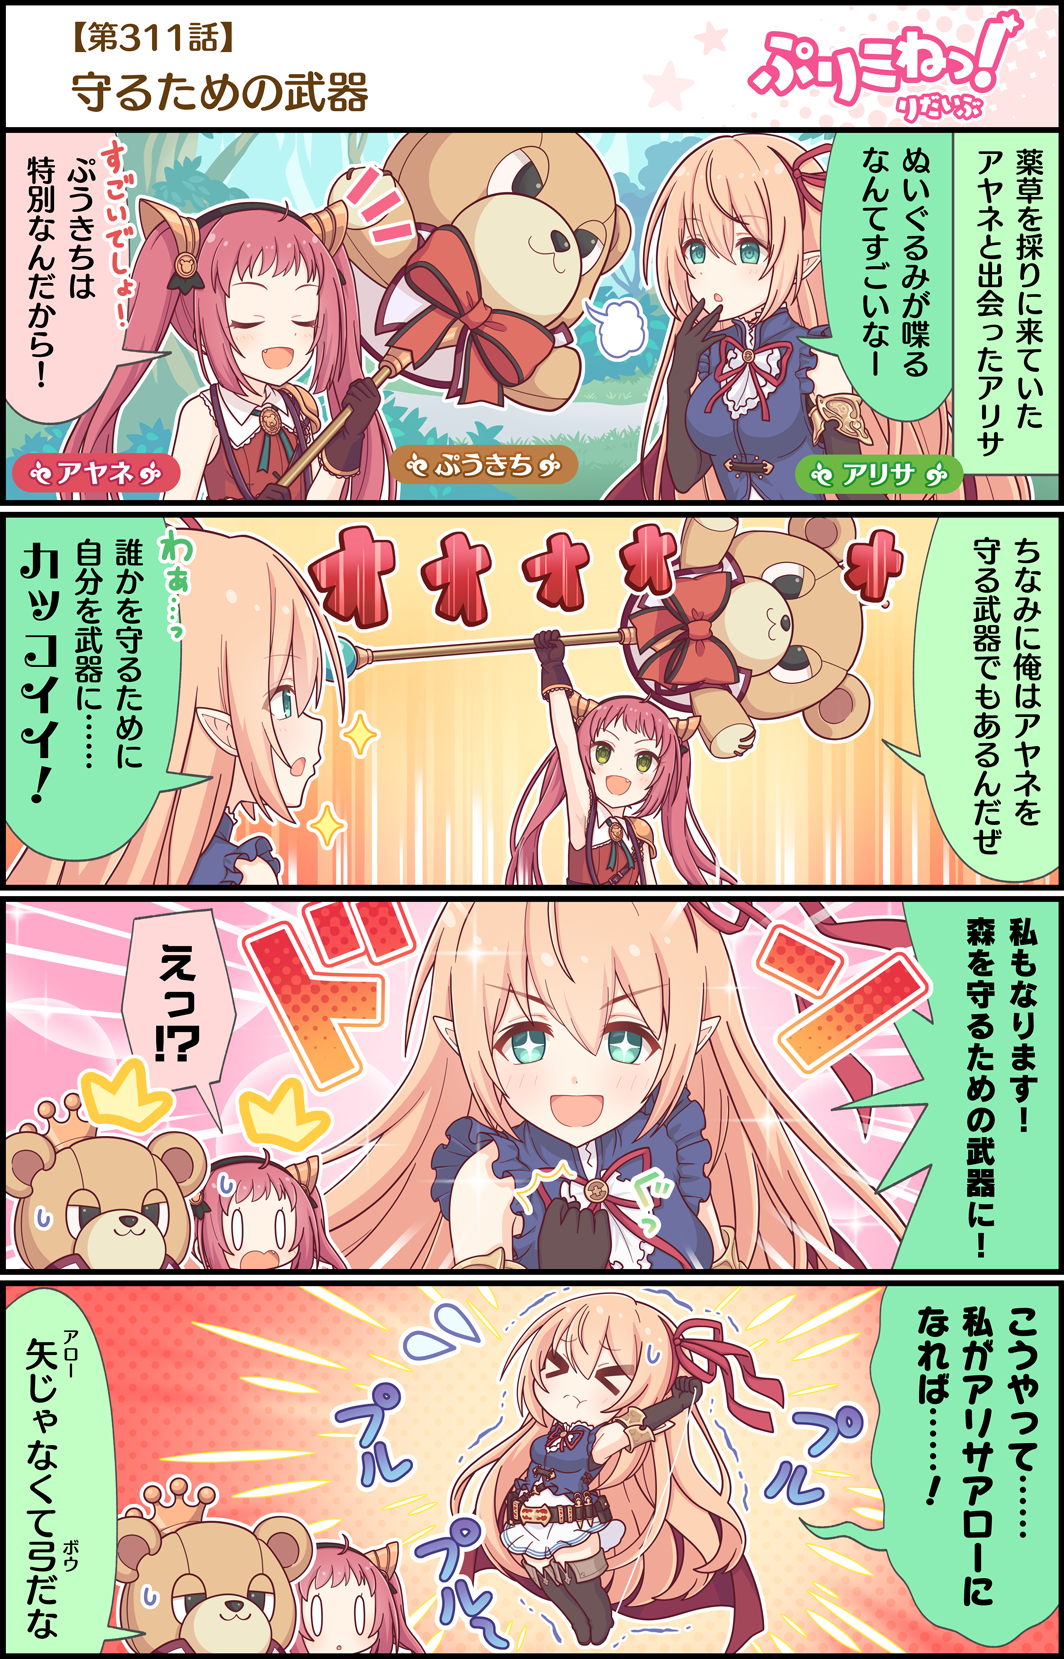 【第311話】
守るための武器
ぷりこねっ!
りだいぶ
薬草を採りに来ていた
アヤネと出会ったアリサ
ぬいぐるみが喋る
なんてすごいなー
すごいでしょ!
ぷうきちは
特別なんだから!
アヤネ
ぷうきち
アリサ
ちなみに俺はアヤネを
守る武器でもあるんだぜ
オオオオオ
わぁ…っ
誰かを守るために
自分を武器に……
カッコイイ!
私もなります!
森を守るための武器に!
ドン
えっ!?
ぐっ
こうやって……
私がアリサアローに
なれば……!
プルプル
プルプル〜
アロー
矢じゃなくて弓だな
ボウ